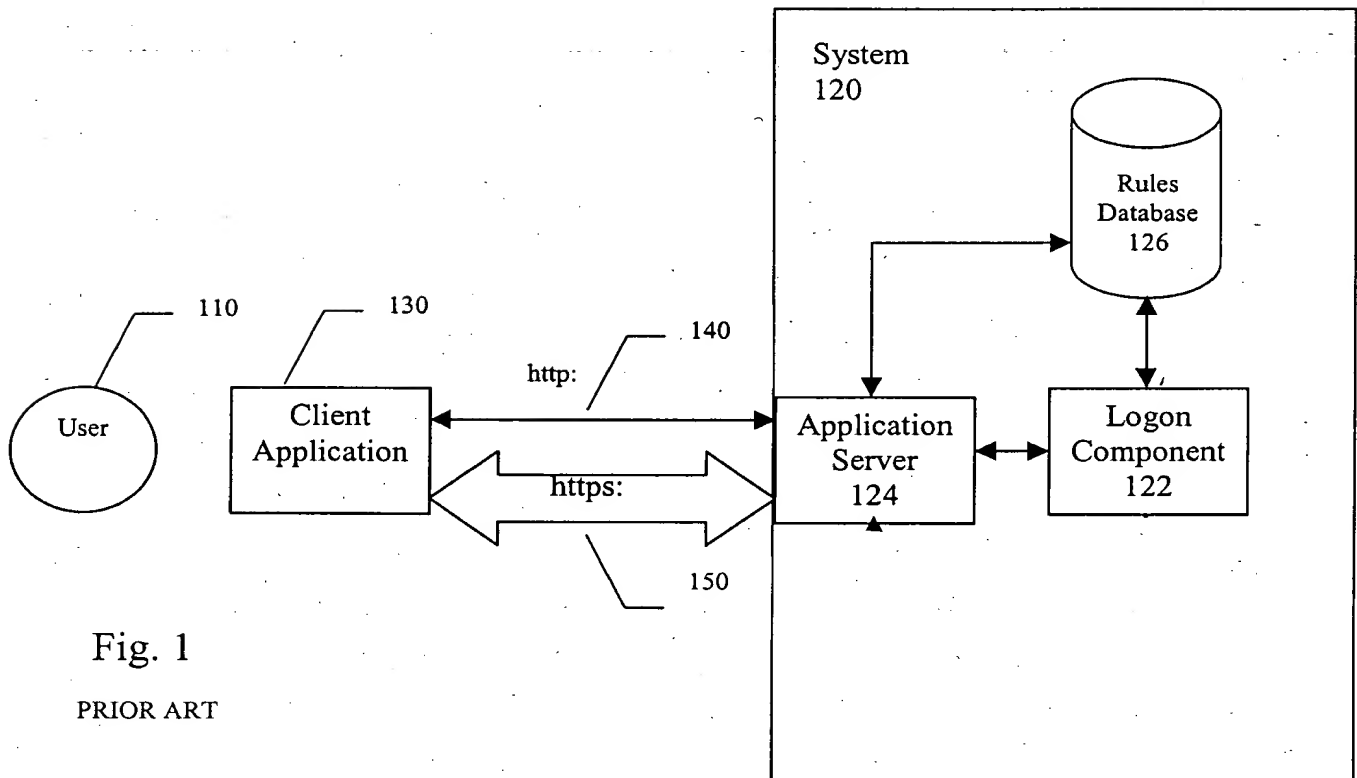 System
120
Rules
Database
126
110
130
140
http:
User
Client
Application
Application
Server
124
Logon
Component
122
https:
150
Fig. 1
PRIOR ART